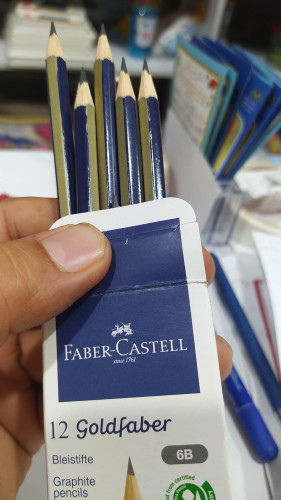 FABER-CASTELL
since 1761
12 Goldfaber
Bleistifte
6B
Graphite
pencils